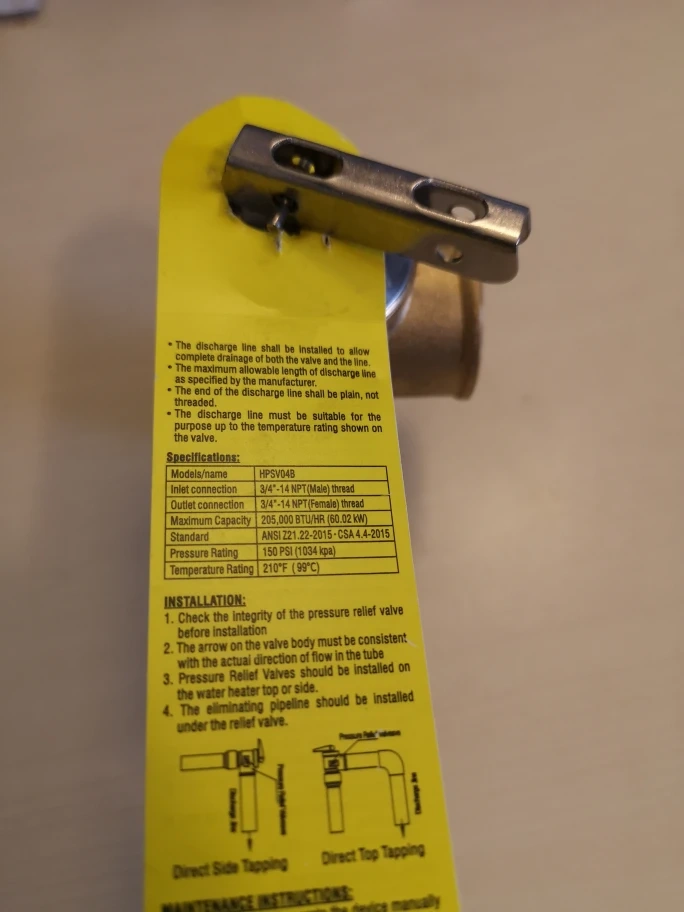 • The discharge line shall be installed to allow
complete drainage of both the valve and the line.
• The maximum allowable length of discharge line
as specified by the manufacturer.
• The end of the discharge line shall be plain, not
threaded.
• The discharge line must be suitable for the
purpose up to the temperature rating shown on
the valve.
Specifications:
Models/name HPSV04B
Inlet connection 3/4"-14 NPT(Male) thread
Outlet connection 3/4"-14 NPT(Female) thread
Maximum Capacity 205,000 BTU/HR (60.02 kW)
Standard ANSI Z21.22-2015・CSA 4.4-2015
Pressure Rating 150 PSI (1034 kpa)
Temperature Rating 210°F (99°C)
INSTALLATION:
1. Check the integrity of the pressure relief valve
before installation
2. The arrow on the valve body must be consistent
with the actual direction of flow in the tube
3. Pressure Relief Valves should be installed on
the water heater top or side.
4. The eliminating pipeline should be installed
under the relief valve.
Discharge line
Discharge line
Direct Side Tapping
Direct Top Tapping
MAINTENANCE INSTRUCTIONS:
the device manually